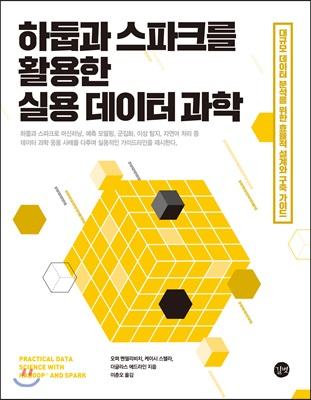 하둡과 스파크를
활용한
실용 데이터 과학
하둡과 스파크로 머신러닝, 예측 모델링, 군집화, 이상 탐지, 자연어 처리 등
데이터 과학 응용 사례를 다루며 실용적인 가이드라인을 제시한다.
대규모 데이터 분석을 위한 효율적 설계와 구축 가이드
PRACTICAL DATA
SCIENCE WITH
HADOOP® AND SPARK
오퍼 멘델리비치, 케이시 스텔라,
더글라스 에드라인 지음
이춘오 옮김
길벗